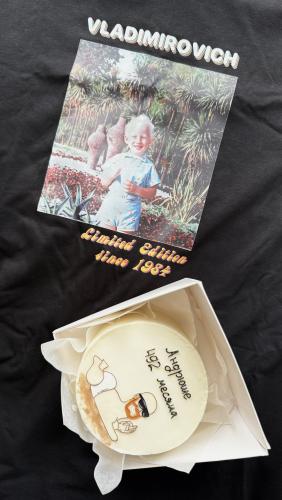 VLADIMIROVICH
Limited Edition
since 1984
Андрюше
492 месяца